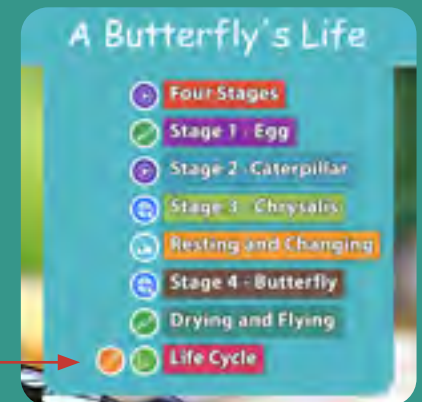 A Butterfly's Life
Four Stages
Stage 1 - Egg
Stage 2 - Caterpillar
Stage 3 - Chrysalis
Resting and Changing
Stage 4 - Butterfly
Drying and Flying
Life Cycle